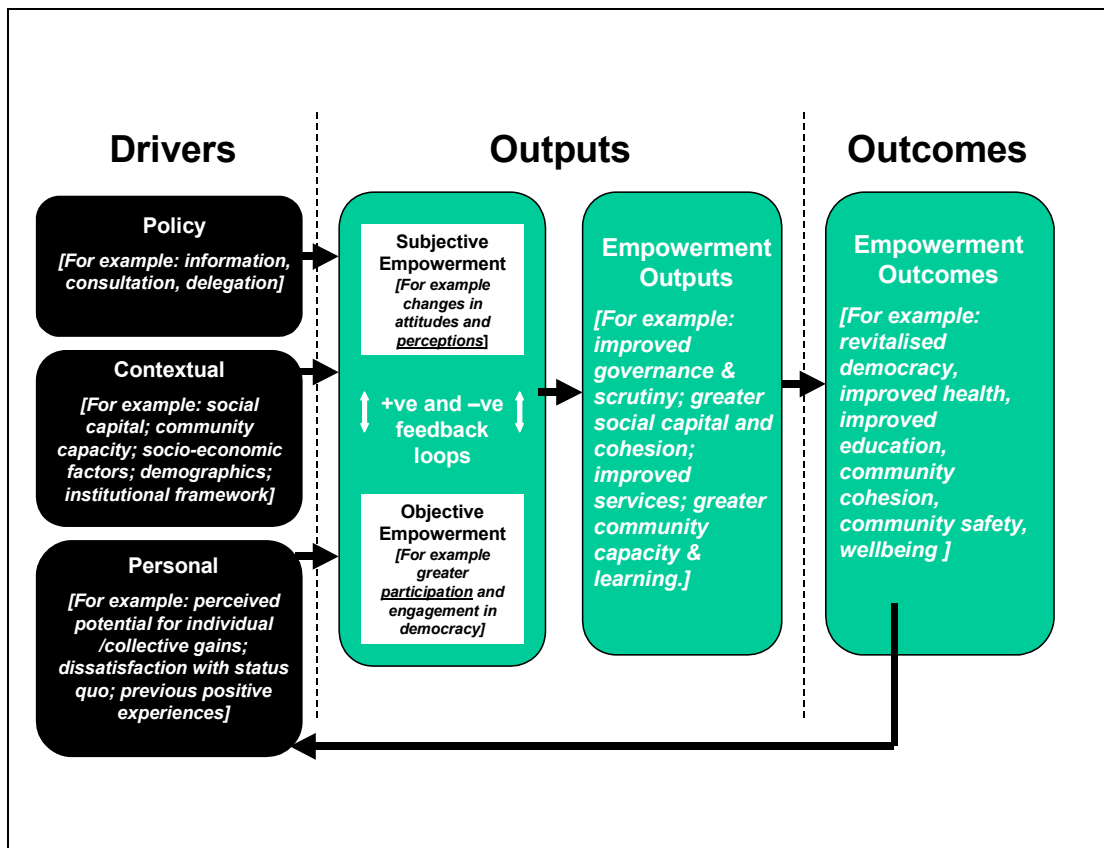 Drivers
Outputs
Outcomes
Policy
[For example: information,
consultation, delegation]
Contextual
[For example: social
capital; community
capacity; socio-economic
factors; demographics;
institutional framework]
Personal
[For example: perceived
potential for individual
/collective gains;
dissatisfaction with status
quo; previous positive
experiences]
Subjective
Empowerment
[For example
changes in
attitudes and
perceptions]
+ve and –ve
feedback
loops
Objective
Empowerment
[For example
greater
participation and
engagement in
democracy]
Empowerment
Outputs
[For example:
improved
governance &
scrutiny; greater
social capital and
cohesion;
improved
services; greater
community
capacity &
learning.]
Empowerment
Outcomes
[For example:
revitalised
democracy,
improved health,
improved
education,
community
cohesion,
community safety,
wellbeing ]